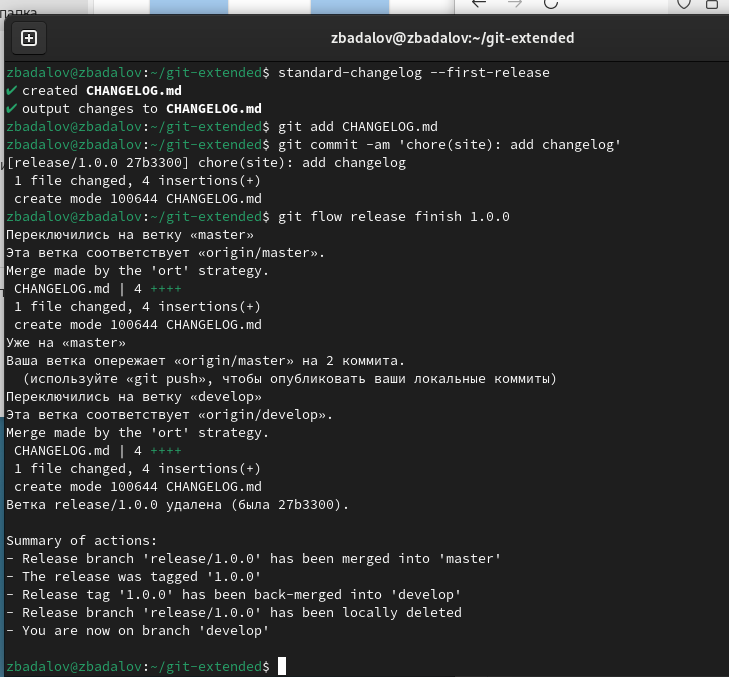 папка
zbadalov@zbadalov:~/git-extended
zbadalov@zbadalov:~/git-extended$ standard-changelog --first-release
✔ created CHANGELOG.md
✔ output changes to CHANGELOG.md
zbadalov@zbadalov:~/git-extended$ git add CHANGELOG.md
zbadalov@zbadalov:~/git-extended$ git commit -am 'chore(site): add changelog'
[release/1.0.0 27b3300] chore(site): add changelog
 1 file changed, 4 insertions(+)
 create mode 100644 CHANGELOG.md
zbadalov@zbadalov:~/git-extended$ git flow release finish 1.0.0
Переключились на ветку «master»
Эта ветка соответствует «origin/master».
Merge made by the 'ort' strategy.
 CHANGELOG.md | 4 ++++
 1 file changed, 4 insertions(+)
 create mode 100644 CHANGELOG.md
Уже на «master»
Ваша ветка опережает «origin/master» на 2 коммита.
  (используйте «git push», чтобы опубликовать ваши локальные коммиты)
Переключились на ветку «develop»
Эта ветка соответствует «origin/develop».
Merge made by the 'ort' strategy.
 CHANGELOG.md | 4 ++++
 1 file changed, 4 insertions(+)
 create mode 100644 CHANGELOG.md
Ветка release/1.0.0 удалена (была 27b3300).
Summary of actions:
- Release branch 'release/1.0.0' has been merged into 'master'
- The release was tagged '1.0.0'
- Release tag '1.0.0' has been back-merged into 'develop'
- Release branch 'release/1.0.0' has been locally deleted
- You are now on branch 'develop'
zbadalov@zbadalov:~/git-extended$